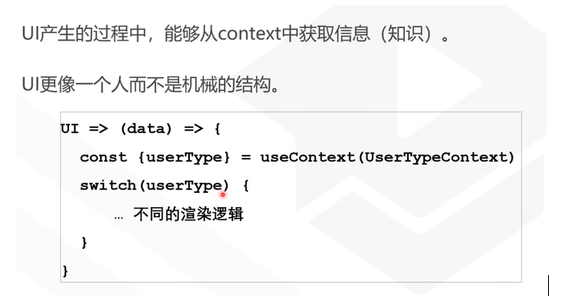 UI产生的过程中，能够从context中获取信息（知识）。
UI更像一个人而不是机械的结构。
UI => (data) => {
const {userType} = useContext(UserTypeContext)
switch(userType) {
… 不同的渲染逻辑
}
}